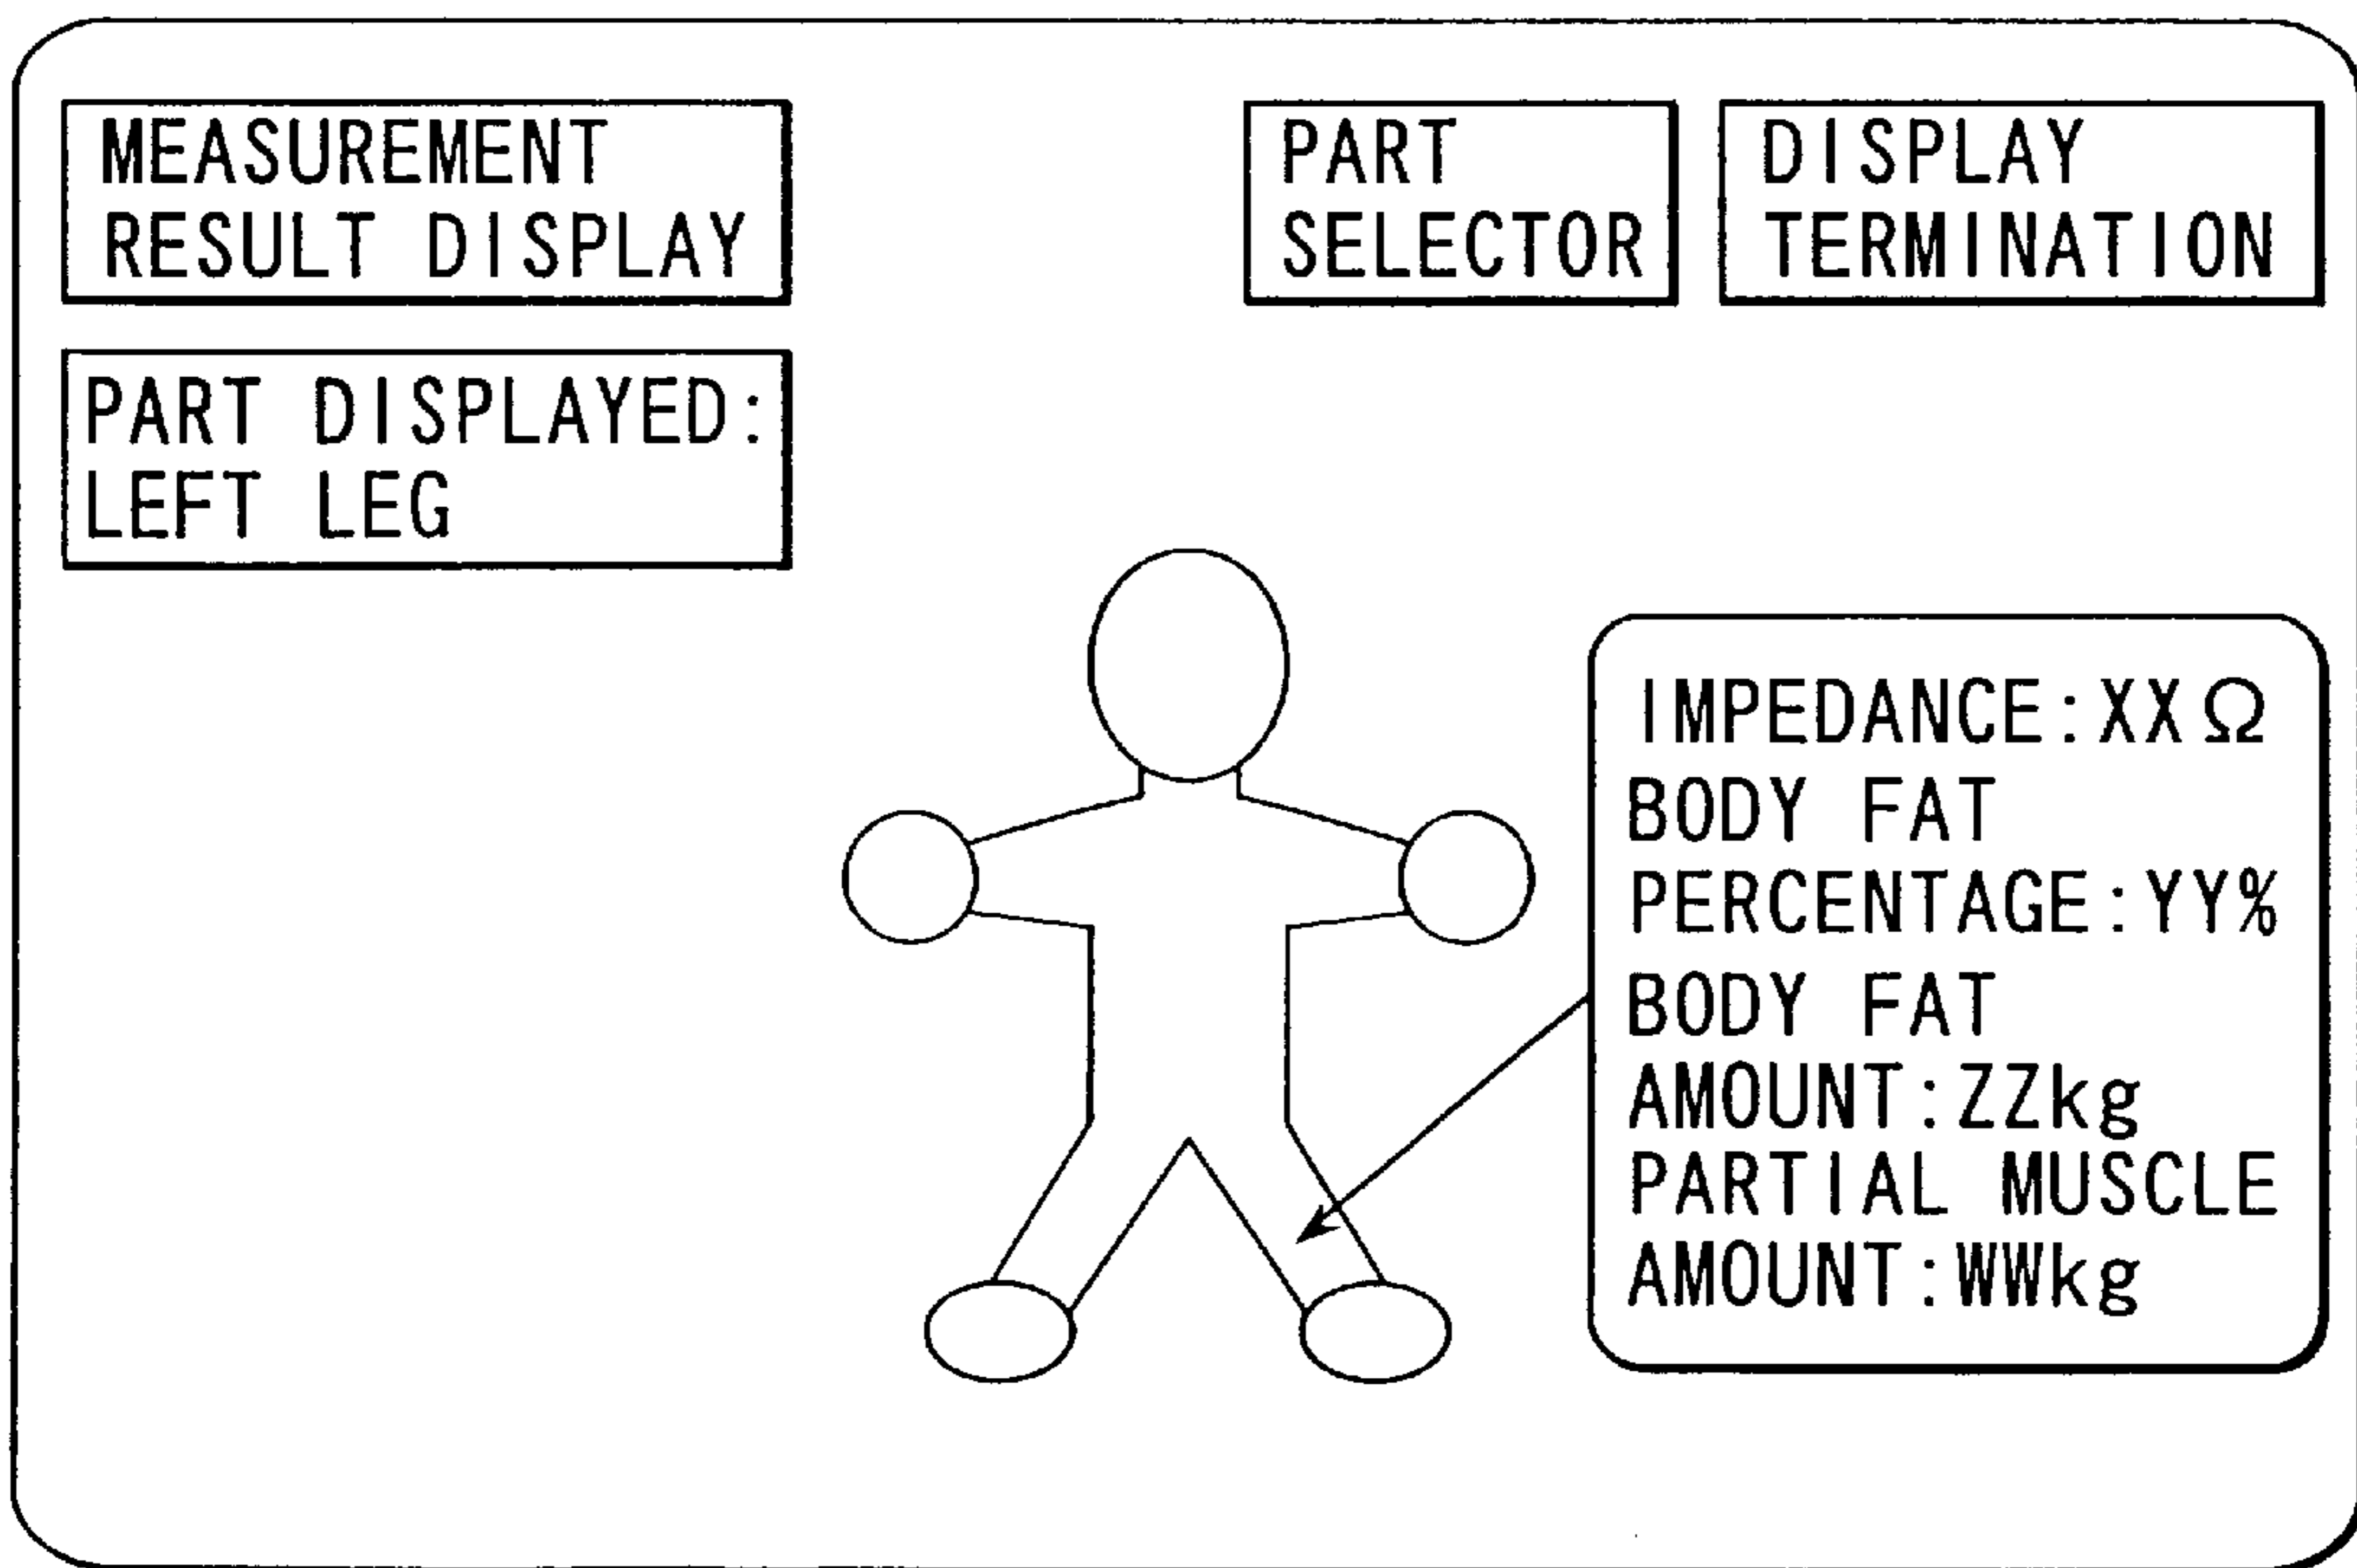 MEASUREMENT
RESULT DISPLAY
PART
SELECTOR
DISPLAY
TERMINATION
PART DISPLAYED:
LEFT LEG
IMPEDANCE:XXΩ
BODY FAT
PERCENTAGE:YY%
BODY FAT
AMOUNT:ZZkg
PARTIAL MUSCLE
AMOUNT:WWkg